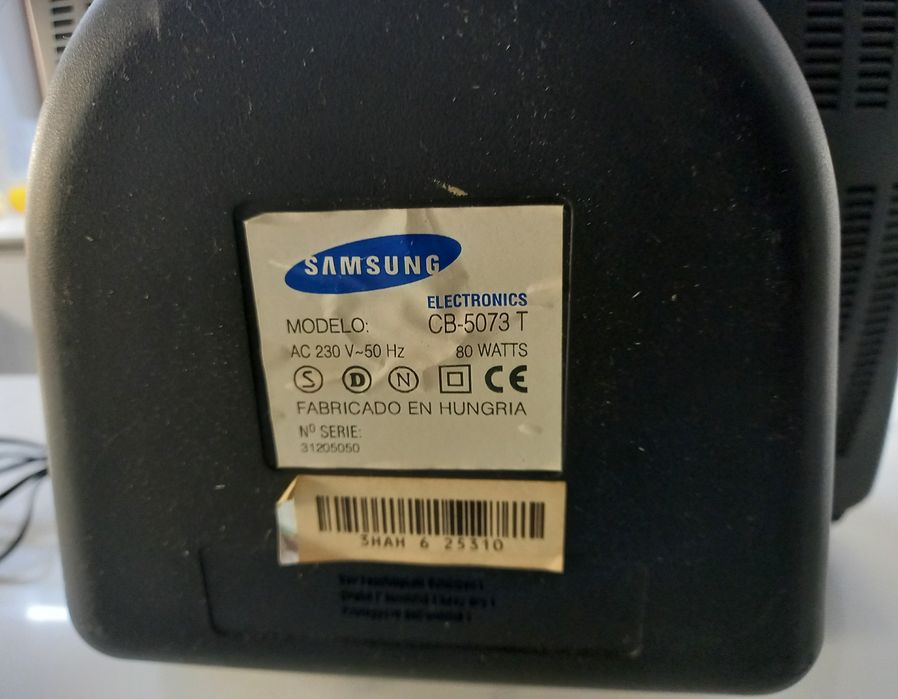 SAMSUNG
ELECTRONICS
MODELO: CB-5073 T
AC 230 V~50 Hz 80 WATTS
S D N CE
FABRICADO EN HUNGRIA
Nº SERIE:
31205050
3HAH 6 25310